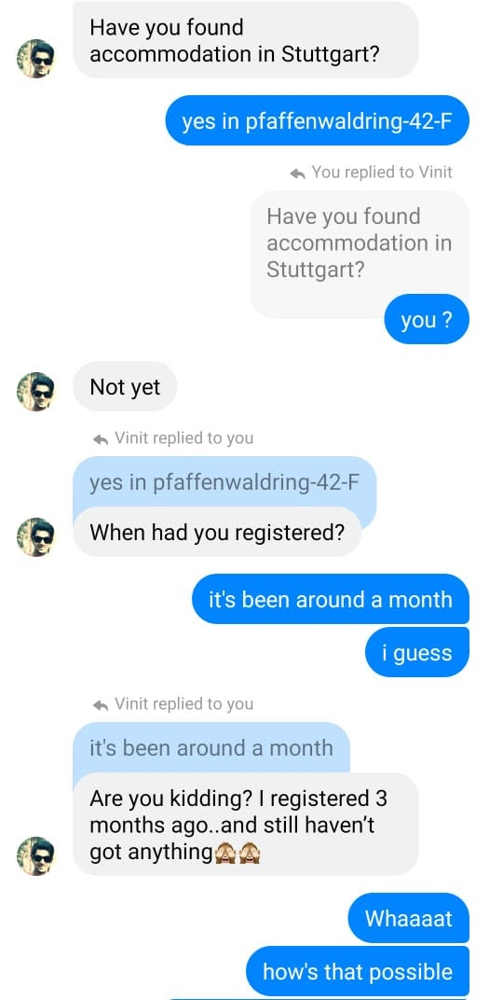 Have you found
accommodation in Stuttgart?
yes in pfaffenwaldring-42-F
You replied to Vinit
Have you found
accommodation in
Stuttgart?
you ?
Not yet
Vinit replied to you
yes in pfaffenwaldring-42-F
When had you registered?
it's been around a month
i guess
Vinit replied to you
it's been around a month
Are you kidding? I registered 3
months ago..and still haven’t
got anything🙈🙈
Whaaaat
how's that possible